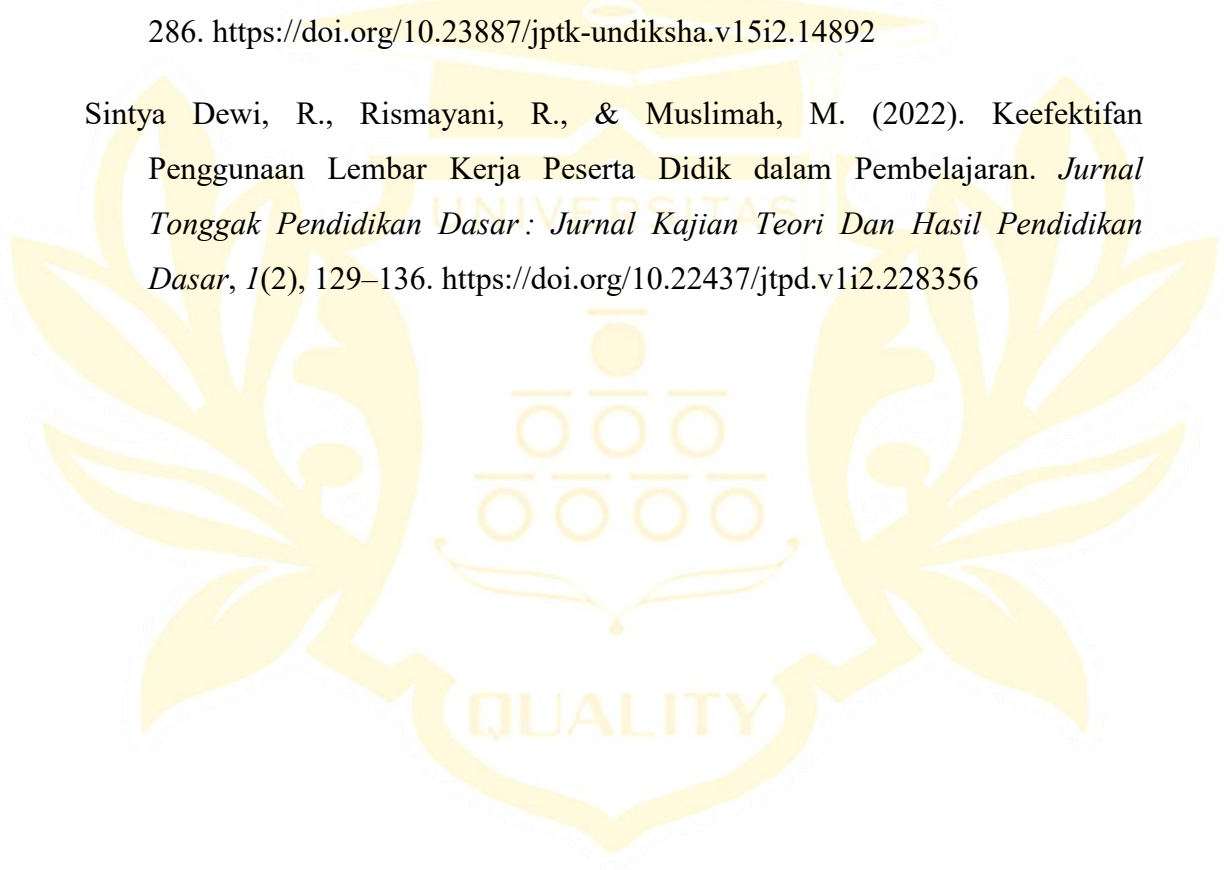 286. https://doi.org/10.23887/jptk-undiksha.v15i2.14892
Sintya Dewi, R., Rismayani, R., & Muslimah, M. (2022). Keefektifan
Penggunaan Lembar Kerja Peserta Didik dalam Pembelajaran. Jurnal
Tonggak Pendidikan Dasar : Jurnal Kajian Teori Dan Hasil Pendidikan
Dasar, 1(2), 129–136. https://doi.org/10.22437/jtpd.v1i2.228356
UNIVERSITAS
QUALITY